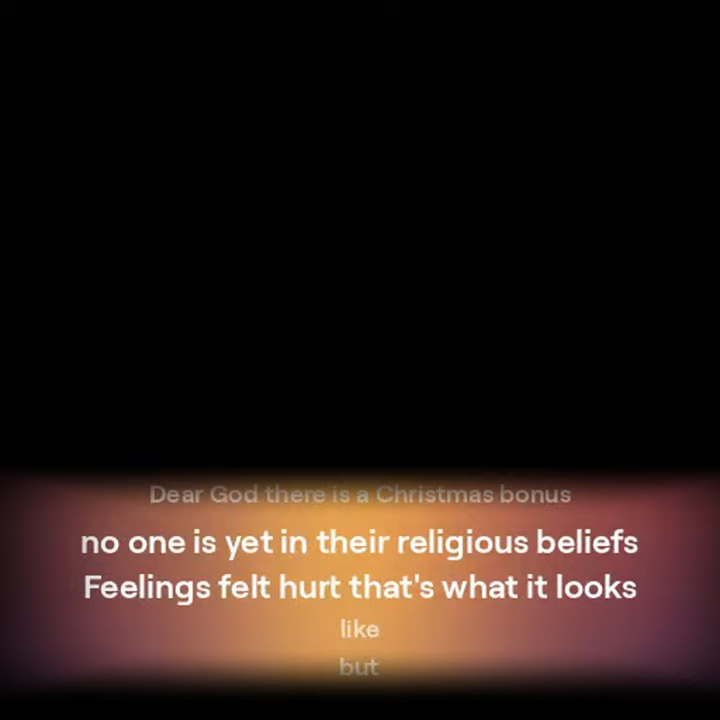 Dear God there is a Christmas bonus
no one is yet in their religious beliefs
Feelings felt hurt that's what it looks
like
but